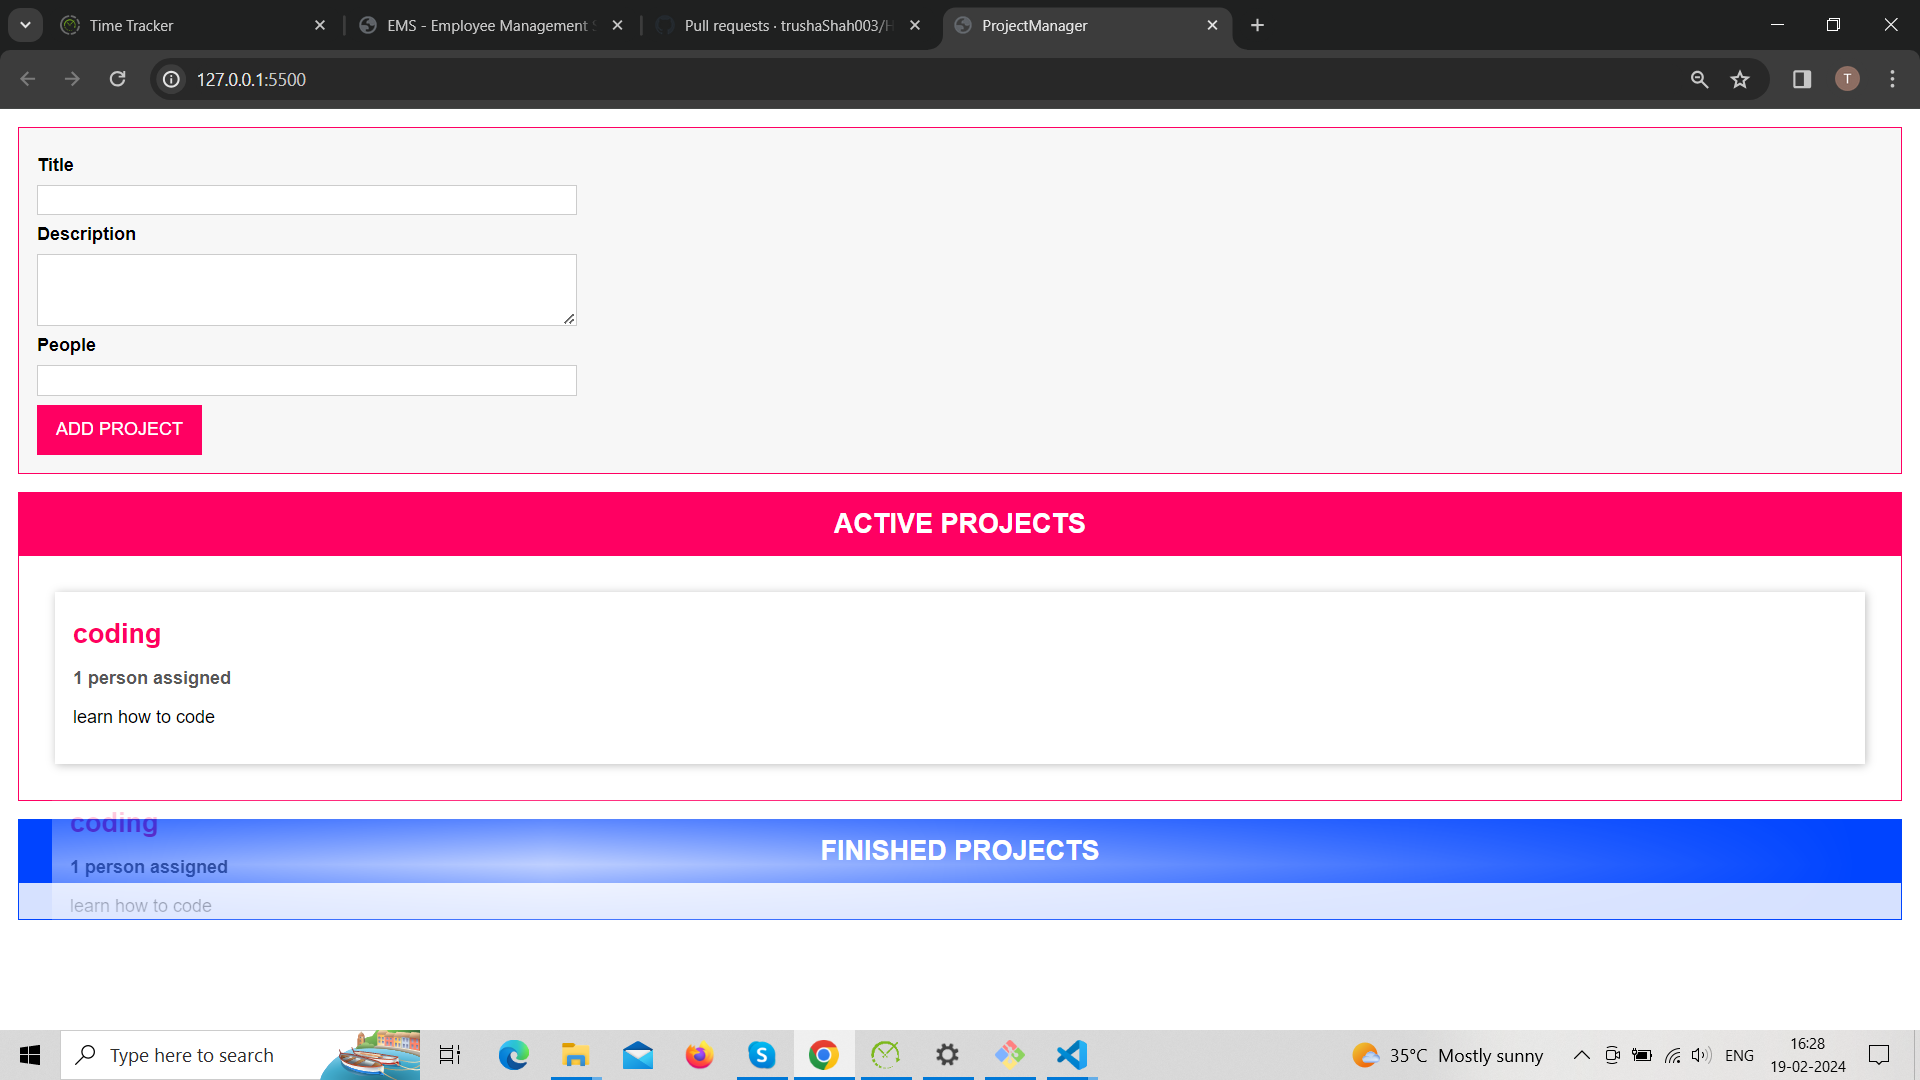 Time Tracker
EMS - Employee Management S
Pull requests · trushaShah003/H
ProjectManager
127.0.0.1:5500
T
Title
Description
People
ADD PROJECT
ACTIVE PROJECTS
coding
1 person assigned
learn how to code
coding
FINISHED PROJECTS
1 person assigned
learn how to code
Type here to search
S
35°C Mostly sunny
ENG
16:28
19-02-2024